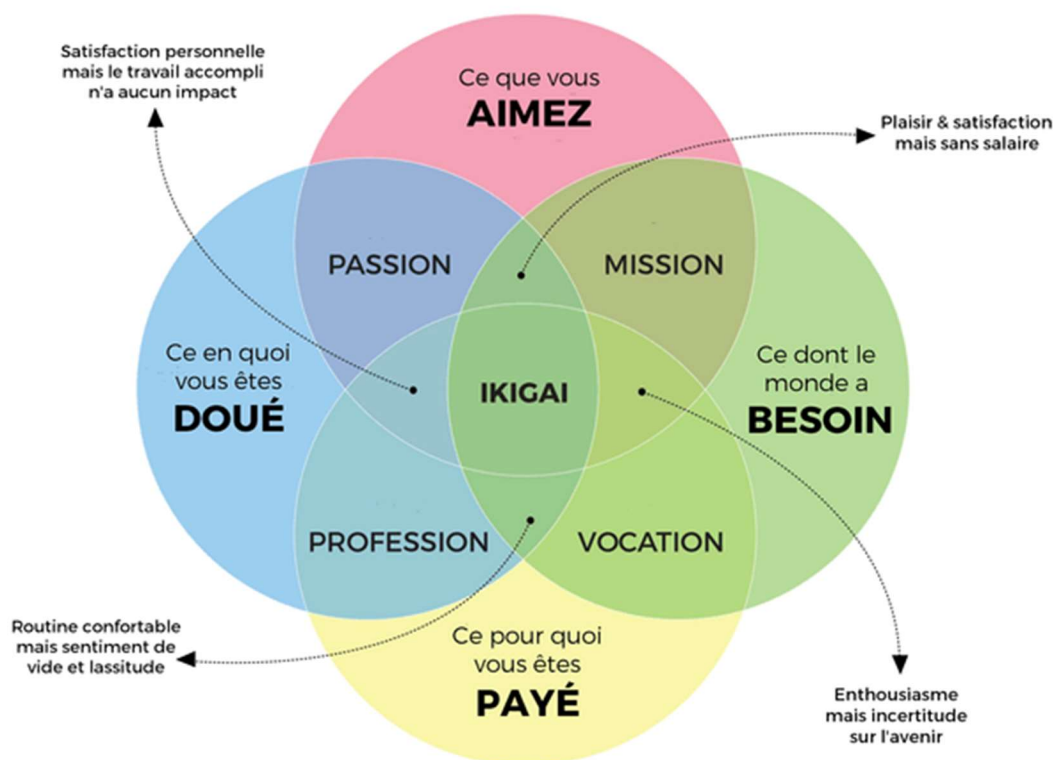 Satisfaction personnelle
mais le travail accompli
n'a aucun impact
Ce que vous
AIMEZ
Plaisir & satisfaction
mais sans salaire
PASSION
MISSION
Ce en quoi
vous êtes
DOUÉ
IKIGAI
Ce dont le
monde a
BESOIN
PROFESSION
VOCATION
Routine confortable
mais sentiment de
vide et lassitude
Ce pour quoi
vous êtes
PAYÉ
Enthousiasme
mais incertitude
sur l'avenir